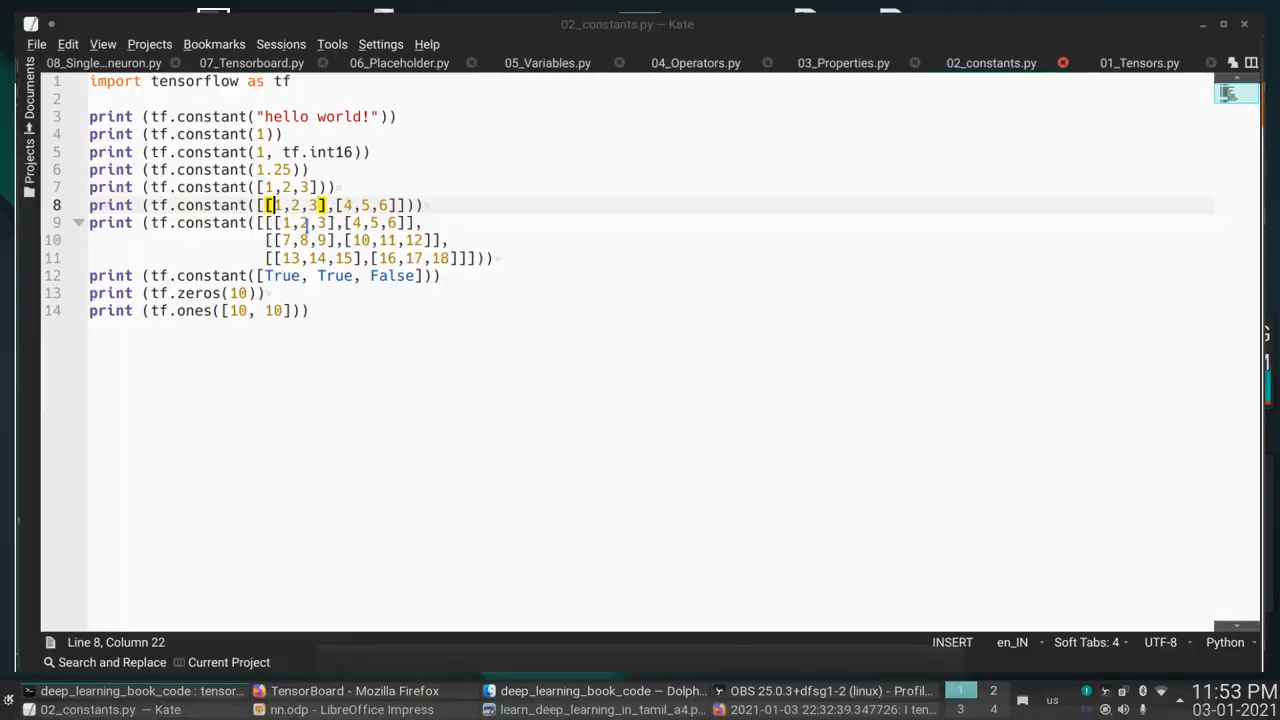 02_constants.py — Kate
File Edit View Projects Bookmarks Sessions Tools Settings Help
08_Single...neuron.py 07_Tensorboard.py 06_Placeholder.py 05_Variables.py 04_Operators.py 03_Properties.py 02_constants.py 01_Tensors.py
Documents
Projects
1 import tensorflow as tf
2
3 print (tf.constant("hello world!"))
4 print (tf.constant(1))
5 print (tf.constant(1, tf.int16))
6 print (tf.constant(1.25))
7 print (tf.constant([1,2,3]))
8 print (tf.constant([[1,2,3],[4,5,6]]))
9 print (tf.constant([[[1,2,3],[4,5,6]],
10 [[7,8,9],[10,11,12]],
11 [[13,14,15],[16,17,18]]]))
12 print (tf.constant([True, True, False]))
13 print (tf.zeros(10))
14 print (tf.ones([10, 10]))
Line 8, Column 22 INSERT en_IN Soft Tabs: 4 UTF-8 Python
Search and Replace Current Project
deep_learning_book_code : tensor... TensorBoard - Mozilla Firefox deep_learning_book_code — Dolph... OBS 25.0.3+dfsg1-2 (linux) - Profil... 1 2 11:53 PM
02_constants.py — Kate nn.odp - LibreOffice Impress learn_deep_learning_in_tamil_a4.p... 2021-01-03 22:32:39.347726: I ten... 3 4 us 03-01-2021